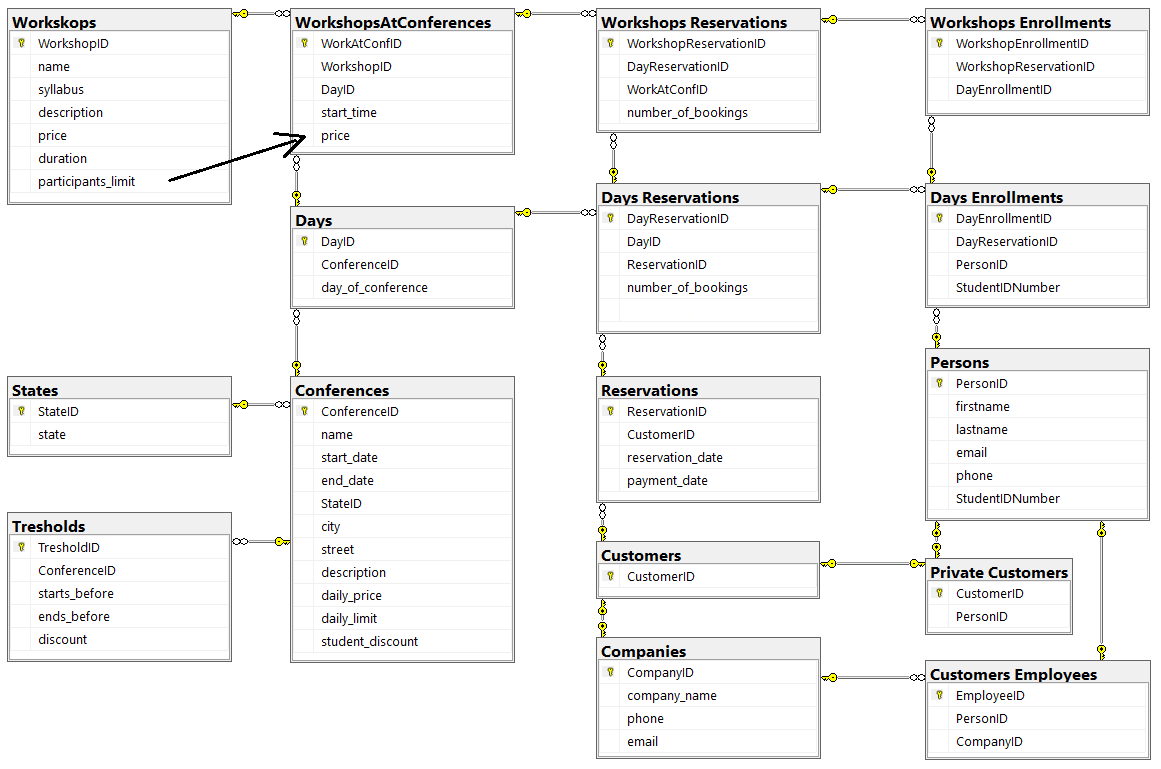 Workskops
WorkshopID
name
syllabus
description
price
duration
participants_limit
WorkshopsAtConferences
WorkAtConfID
WorkshopID
DayID
start_time
price
Workshops Reservations
WorkshopReservationID
DayReservationID
WorkAtConfID
number_of_bookings
Workshops Enrollments
WorkshopEnrollmentID
WorkshopReservationID
DayEnrollmentID
Days
DayID
ConferenceID
day_of_conference
Days Reservations
DayReservationID
DayID
ReservationID
number_of_bookings
Days Enrollments
DayEnrollmentID
DayReservationID
PersonID
StudentIDNumber
States
StateID
state
Conferences
ConferenceID
name
start_date
end_date
StateID
city
street
description
daily_price
daily_limit
student_discount
Reservations
ReservationID
CustomerID
reservation_date
payment_date
Persons
PersonID
firstname
lastname
email
phone
StudentIDNumber
Tresholds
TresholdID
ConferenceID
starts_before
ends_before
discount
Customers
CustomerID
Private Customers
CustomerID
PersonID
Companies
CompanyID
company_name
phone
email
Customers Employees
EmployeeID
PersonID
CompanyID